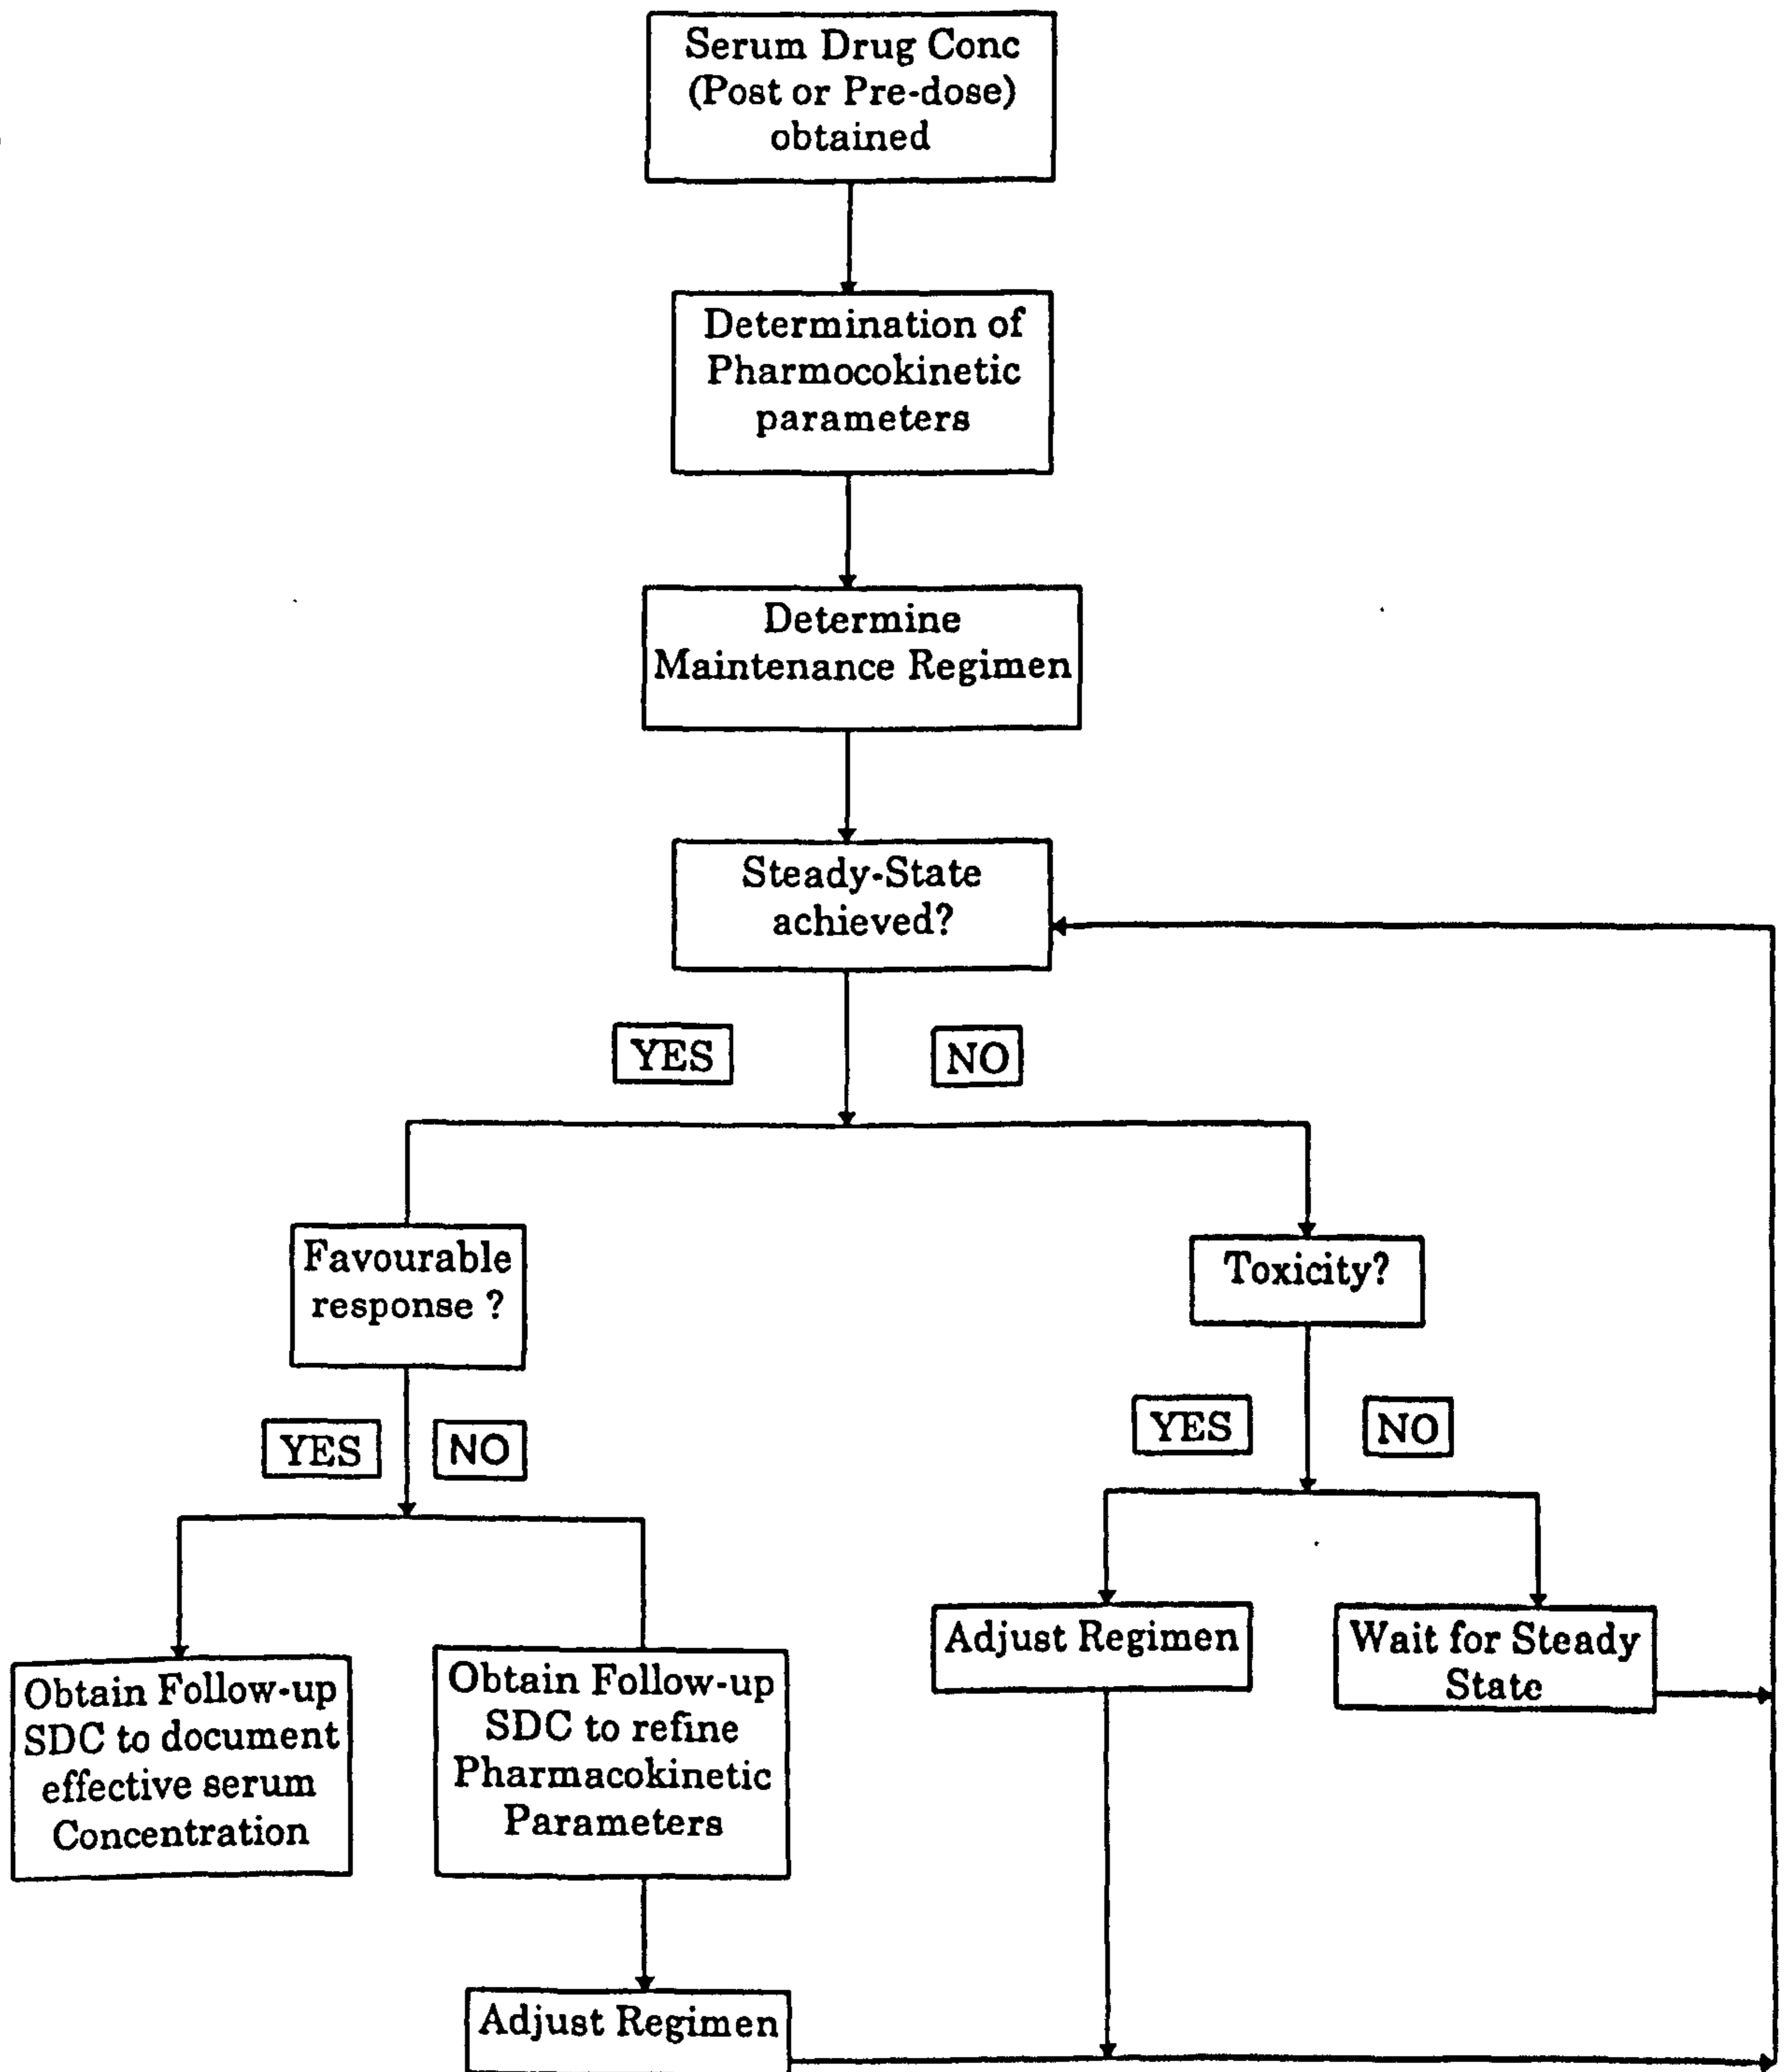 Serum Drug Conc
(Post or Pre-dose)
obtained
Determination of
Pharmocokinetic
parameters
Determine
Maintenance Regimen
Steady-State
achieved?
YES
NO
Favourable
response ?
Toxicity?
YES
NO
YES
NO
Adjust Regimen
Wait for Steady
State
Obtain Follow-up
SDC to document
effective serum
Concentration
Obtain Follow-up
SDC to refine
Pharmacokinetic
Parameters
Adjust Regimen